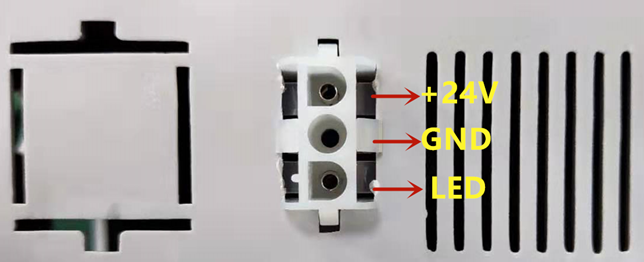 +24V
GND
LED